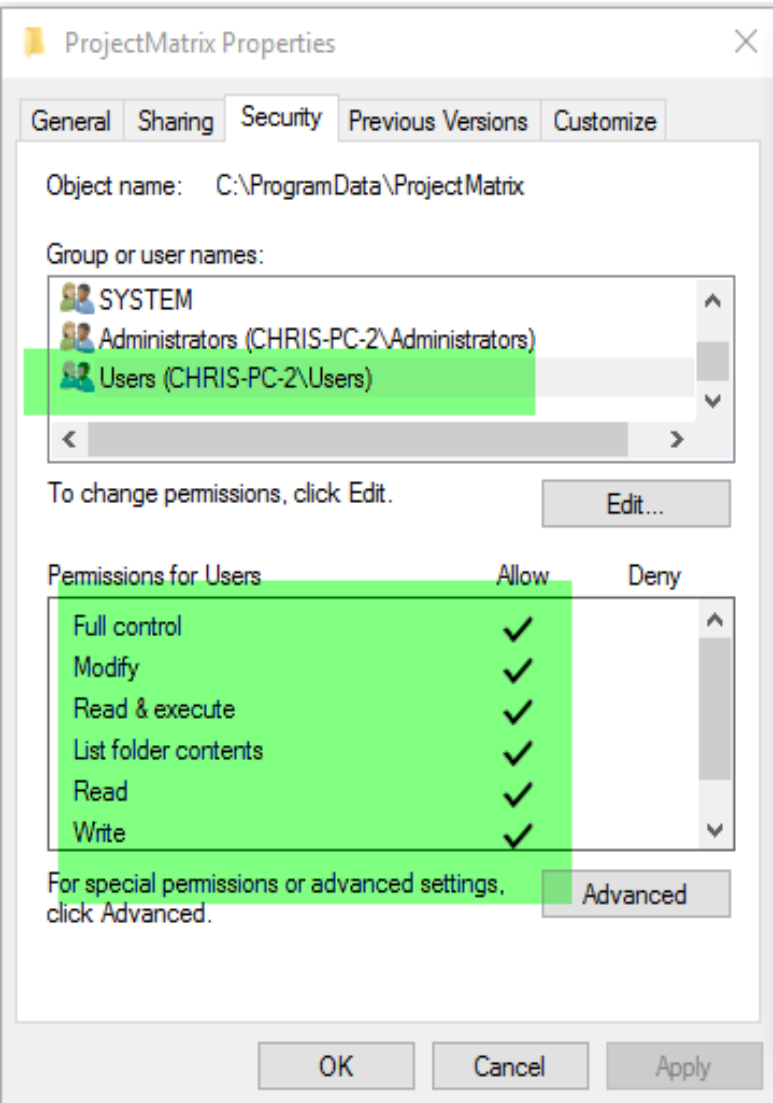 ProjectMatrix Properties
General Sharing Security Previous Versions Customize
Object name: C:\ProgramData\ProjectMatrix
Group or user names:
SYSTEM
Administrators (CHRIS-PC-2\Administrators)
Users (CHRIS-PC-2\Users)
To change permissions, click Edit.
Edit...
Permissions for Users Allow Deny
Full control
Modify
Read & execute
List folder contents
Read
Write
For special permissions or advanced settings,
click Advanced.
Advanced
OK Cancel Apply